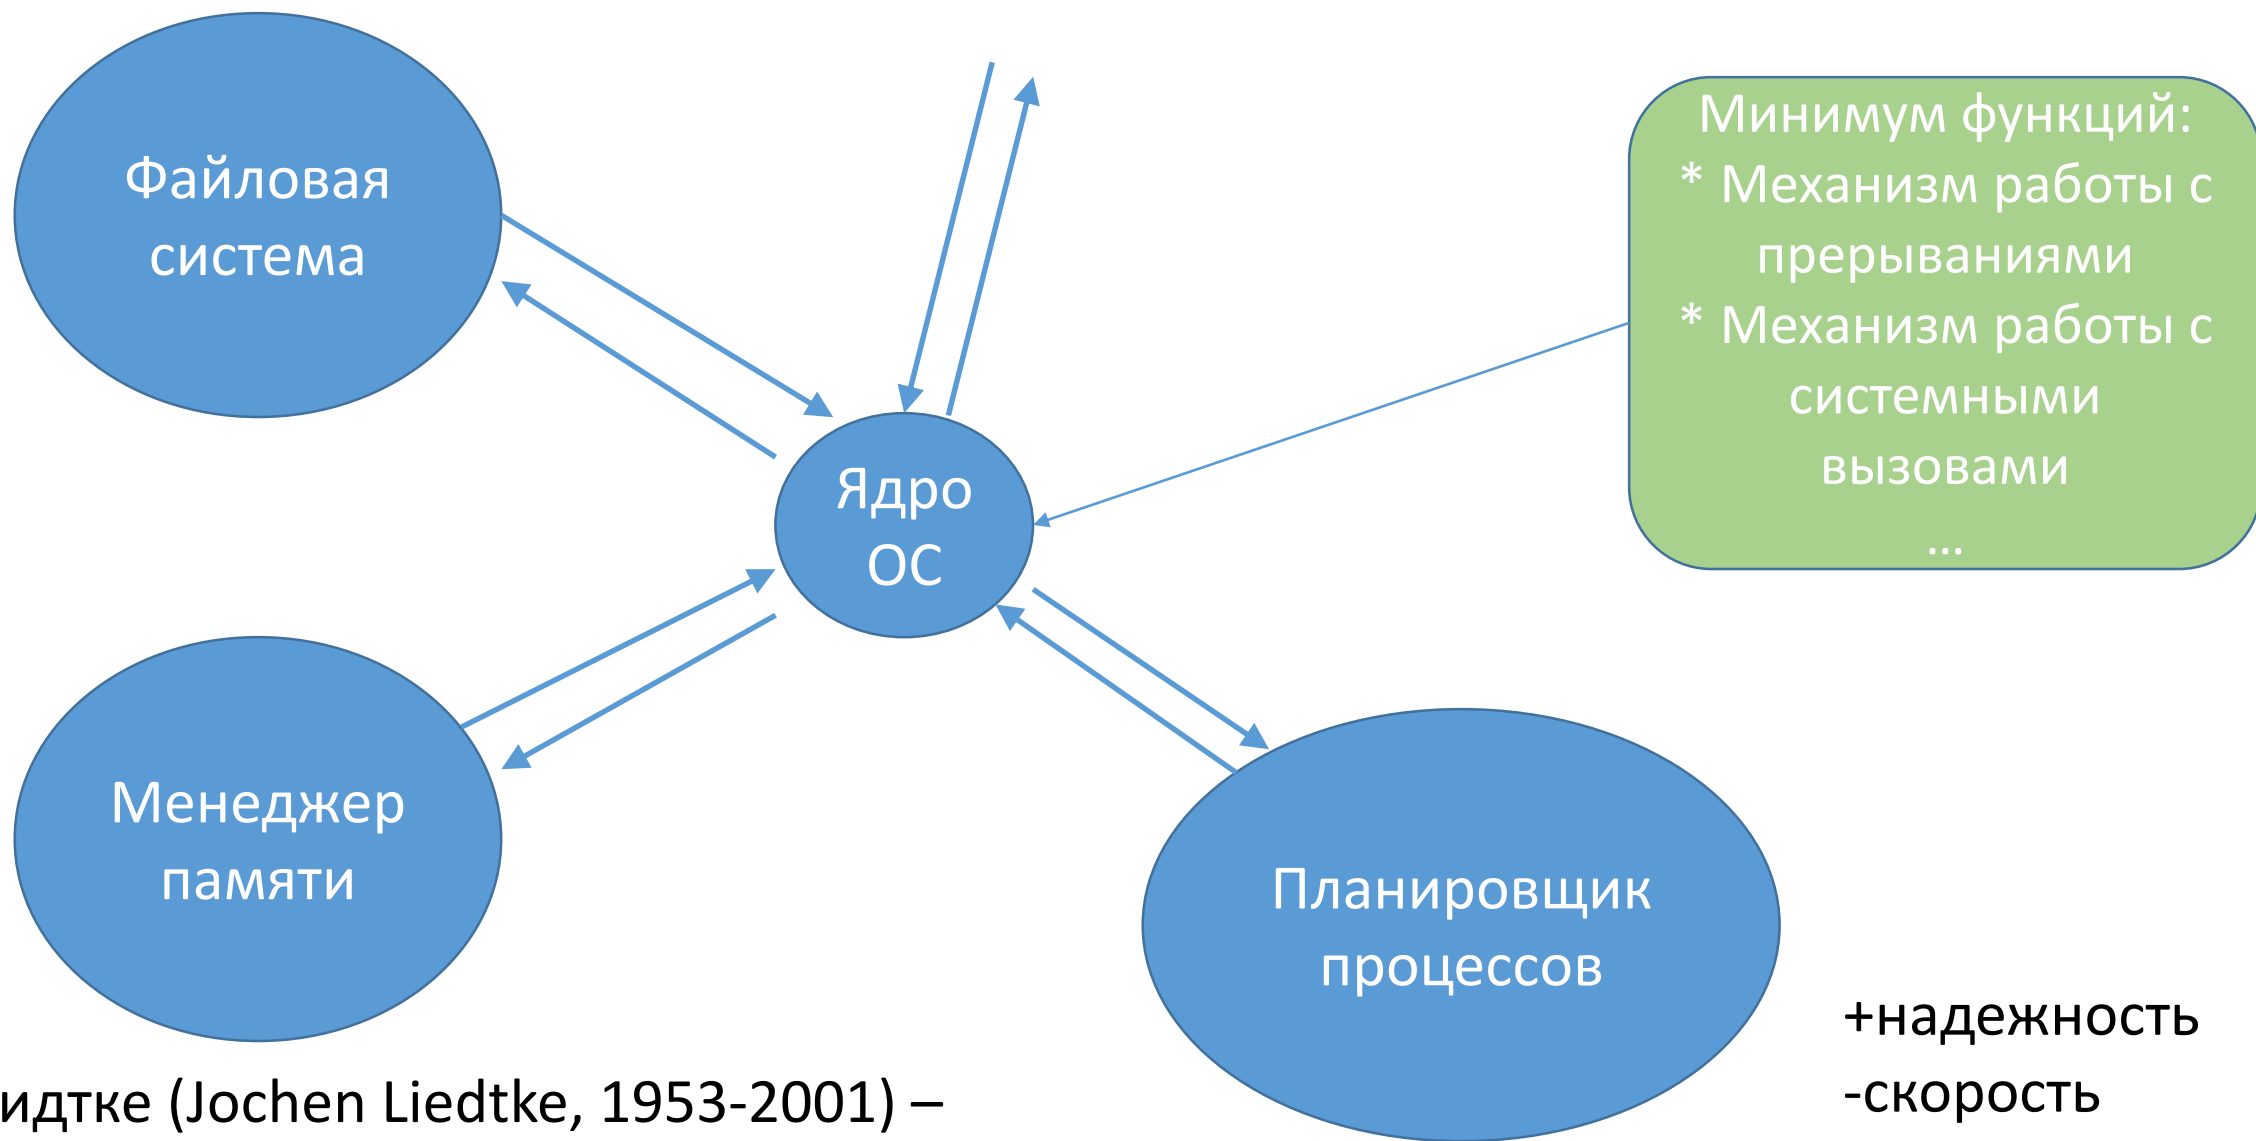 Файловая
система
Минимум функций:
* Механизм работы с
прерываниями
* Механизм работы с
системными
вызовами
...
Ядро
ОС
Менеджер
памяти
Планировщик
процессов
+надежность
-скорость
(Jochen Liedtke, 1953-2001) –